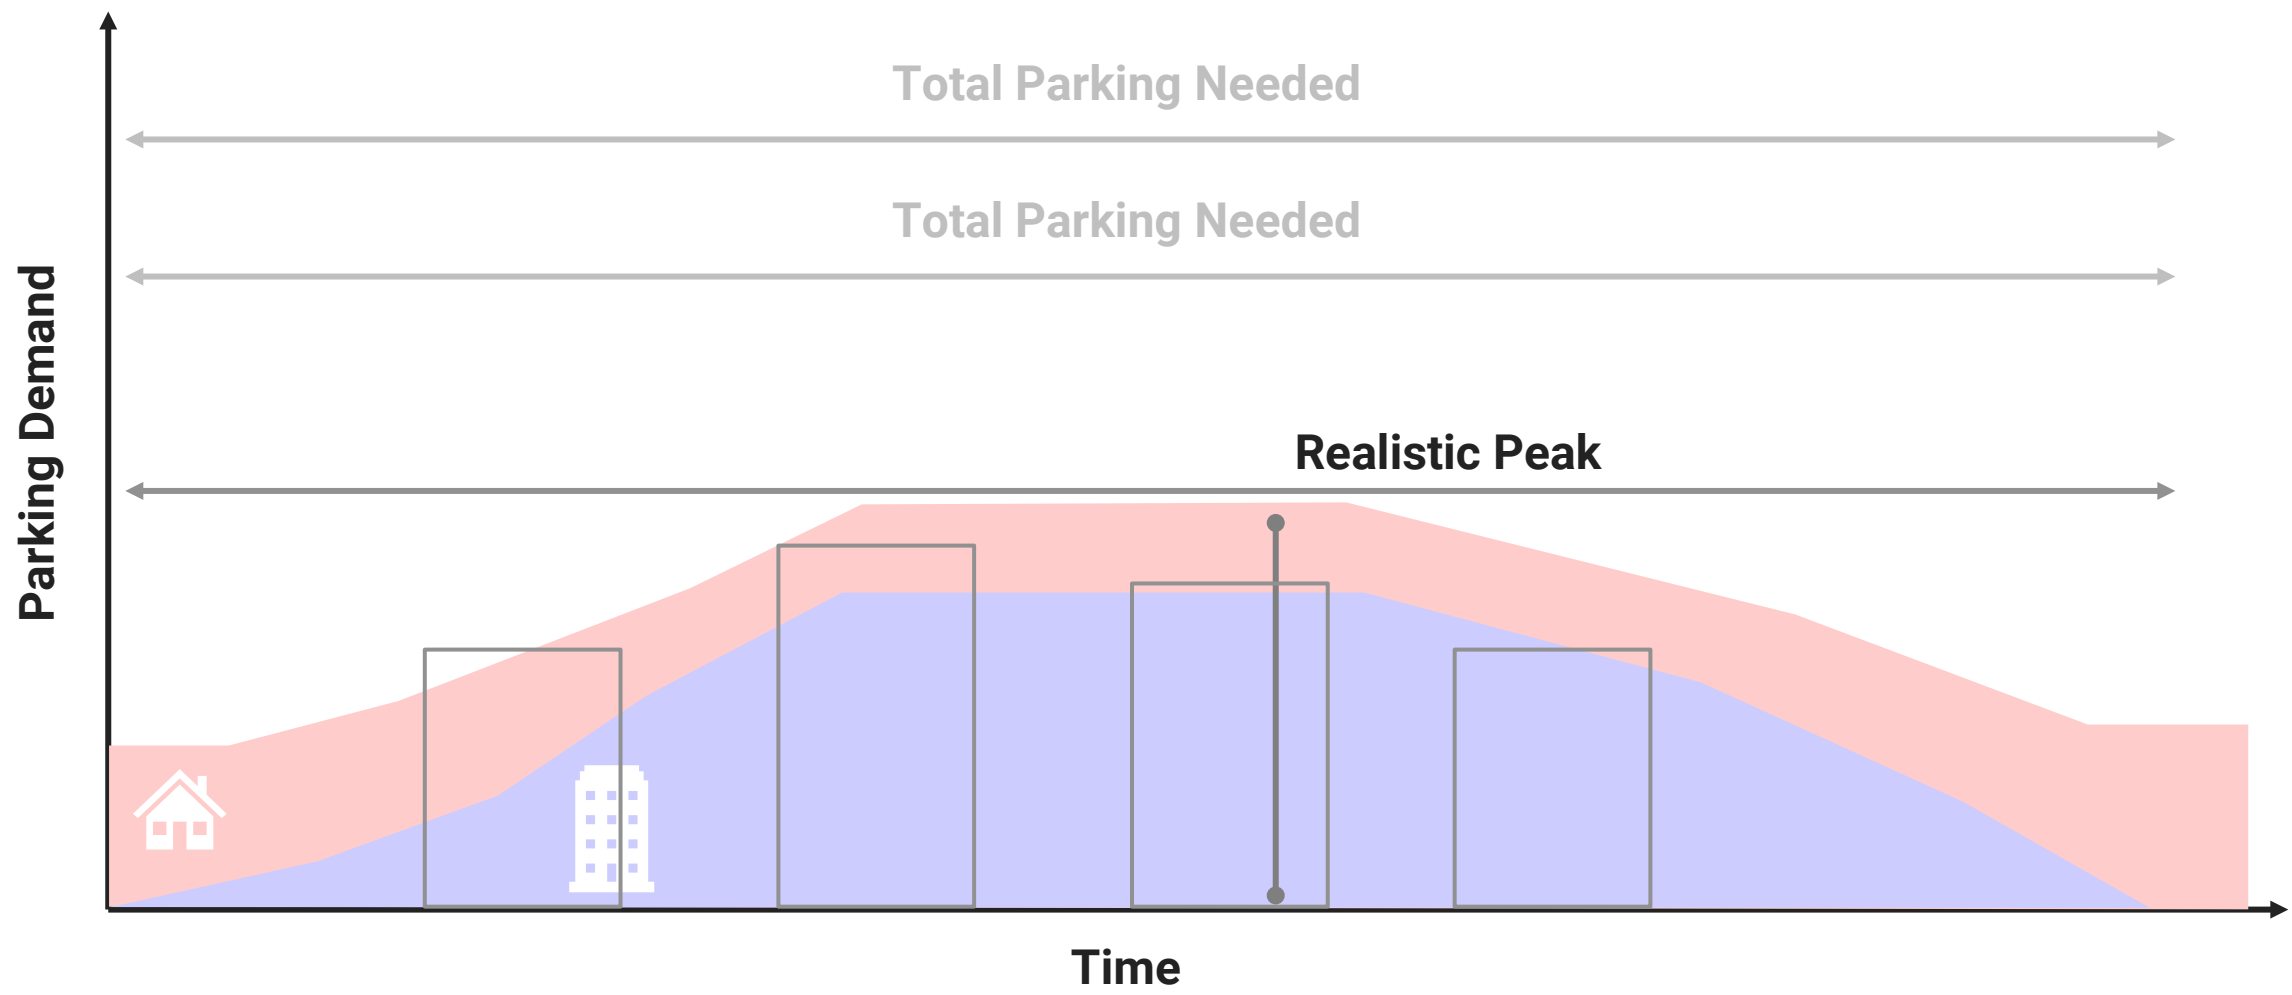 Total Parking Needed
Total Parking Needed
Parking Demand
Realistic Peak
Time